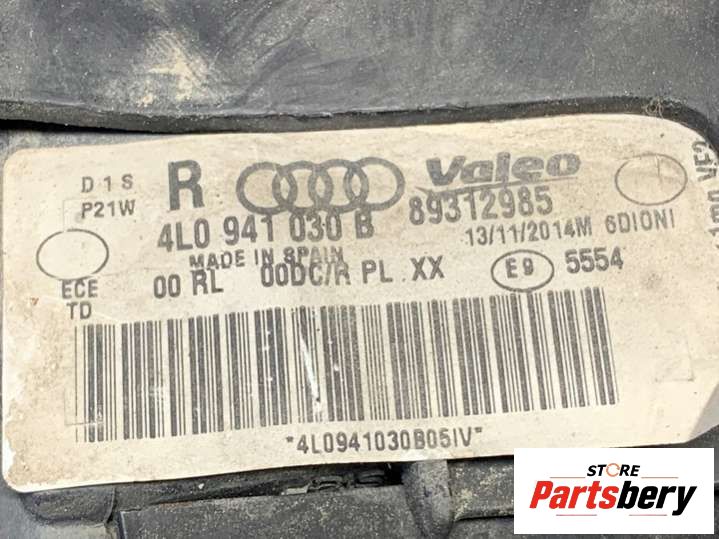 D1S R Valeo
P21W 4L0 941 030 B 89312985
MADE IN SPAIN 13/11/2014M 6DIONI
00 RL 00DC/R PL XX E9 5554
ECE
TD
*4L0941030B05IV*
STORE
Partsbery